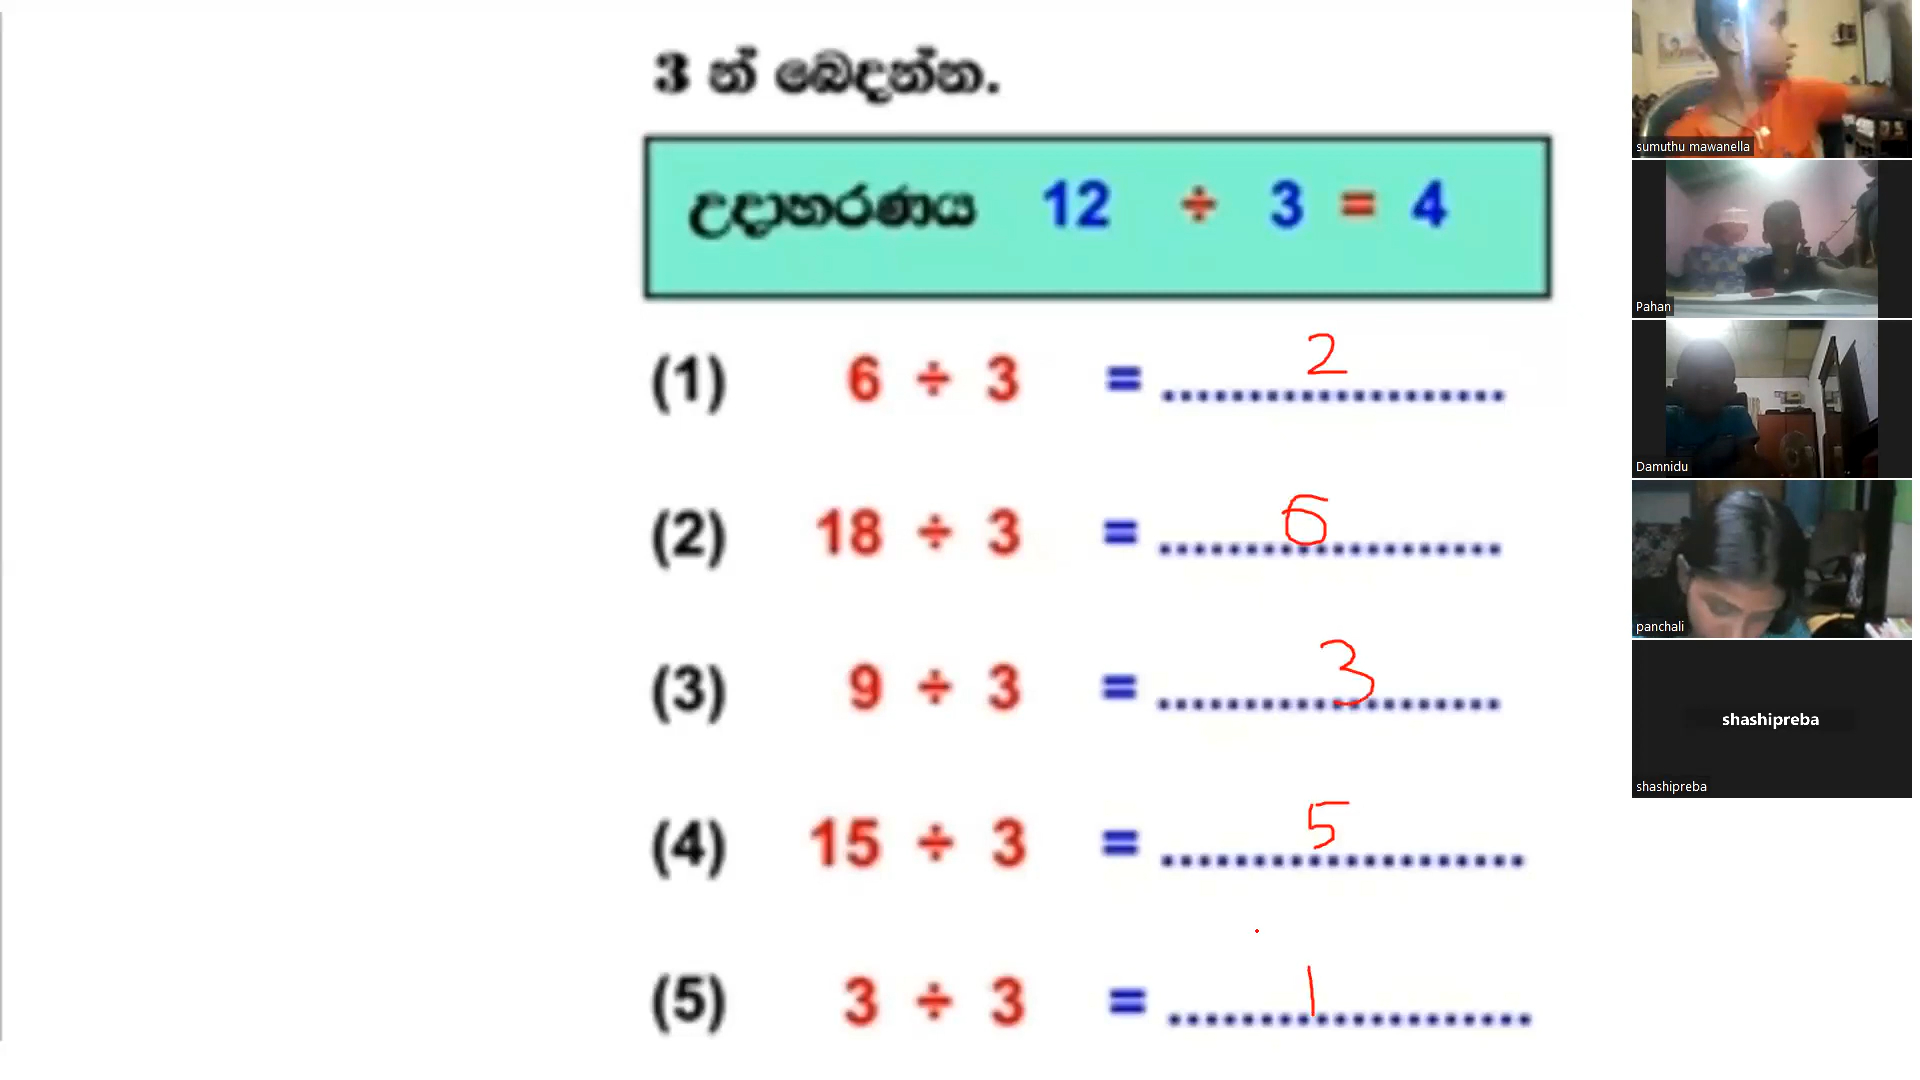 3 න් බෙදන්න.
උදාහරණය 12 ÷ 3 = 4
(1) 6 ÷ 3 = .................... 2
(2) 18 ÷ 3 = .................... 6
(3) 9 ÷ 3 = .................... 3
(4) 15 ÷ 3 = .................... 5
(5) 3 ÷ 3 = .................... 1
sumuthu mawanella
Pahan
Damnidu
panchali
shashipreba
shashipreba